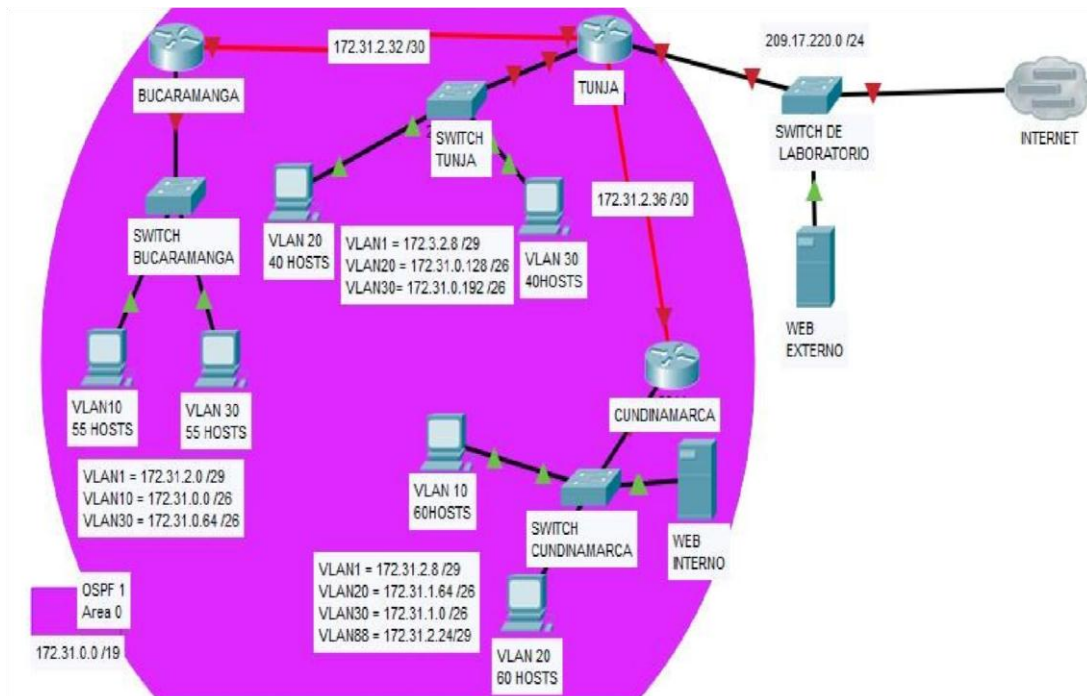 172.31.2.32 /30
209.17.220.0 /24
BUCARAMANGA
TUNJA
SWITCH
TUNJA
SWITCH DE
LABORATORIO
INTERNET
172.31.2.36 /30
SWITCH
BUCARAMANGA
VLAN 20
40 HOSTS
VLAN1 = 172.3.2.8 /29
VLAN20 = 172.31.0.128 /26
VLAN30= 172.31.0.192 /26
VLAN 30
40HOSTS
WEB
EXTERNO
VLAN10
55 HOSTS
VLAN 30
55 HOSTS
CUNDINAMARCA
VLAN1 = 172.31.2.0 /29
VLAN10 = 172.31.0.0 /26
VLAN30 = 172.31.0.64 /26
VLAN 10
60HOSTS
SWITCH
CUNDINAMARCA
WEB
INTERNO
VLAN1 = 172.31.2.8 /29
VLAN20 = 172.31.1.64 /26
VLAN30 = 172.31.1.0 /26
VLAN88 = 172.31.2.24/29
OSPF 1
Area 0
172.31.0.0 /19
VLAN 20
60 HOSTS